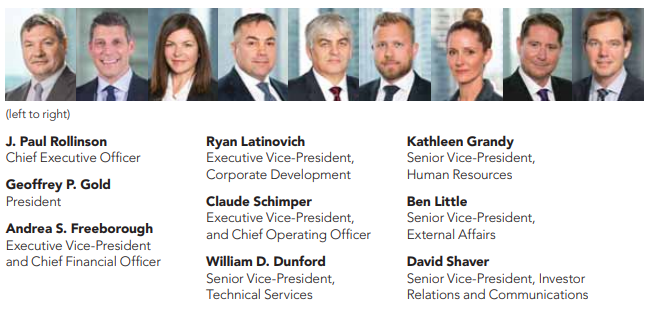 (left to right)
J. Paul Rollinson
Chief Executive Officer
Geoffrey P. Gold
President
Andrea S. Freeborough
Executive Vice-President
and Chief Financial Officer
Ryan Latinovich
Executive Vice-President,
Corporate Development
Claude Schimper
Executive Vice-President,
and Chief Operating Officer
William D. Dunford
Senior Vice-President,
Technical Services
Kathleen Grandy
Senior Vice-President,
Human Resources
Ben Little
Senior Vice-President,
External Affairs
David Shaver
Senior Vice-President, Investor
Relations and Communications